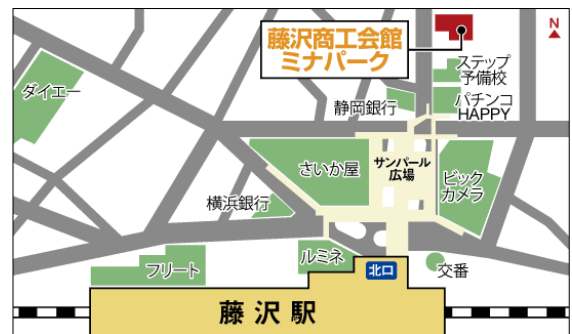 N
藤沢商工会館
ミナパーク
ステップ
予備校
ダイエー
パチンコ
HAPPY
静岡銀行
さいか屋
サンパール
広場
ビック
カメラ
横浜銀行
フリート
ルミネ
北口
交番
藤沢駅